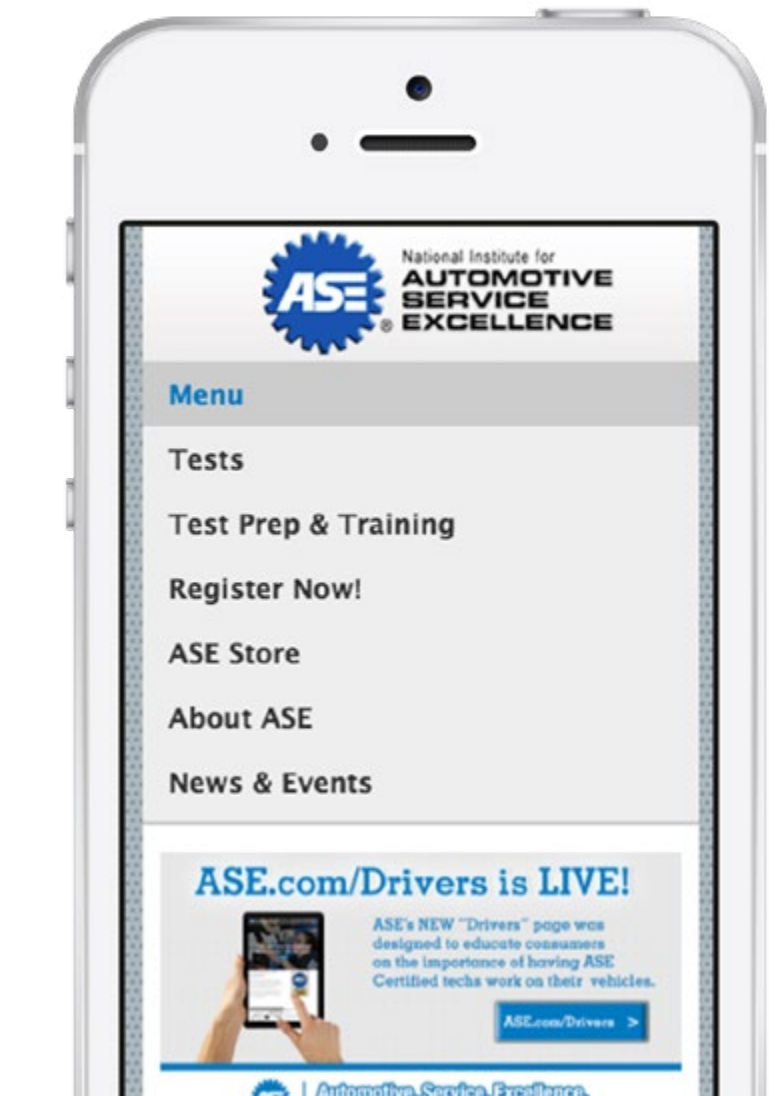 ASE
®
National Institute for
AUTOMOTIVE
SERVICE
EXCELLENCE
Menu
Tests
Test Prep & Training
Register Now!
ASE Store
About ASE
News & Events
ASE.com/Drivers is LIVE!
ASE's NEW "Drivers" page was
designed to educate consumers
on the importance of having ASE
Certified techs work on their vehicles.
ASE.com/Drivers >
ASE | Automotive Service Excellence